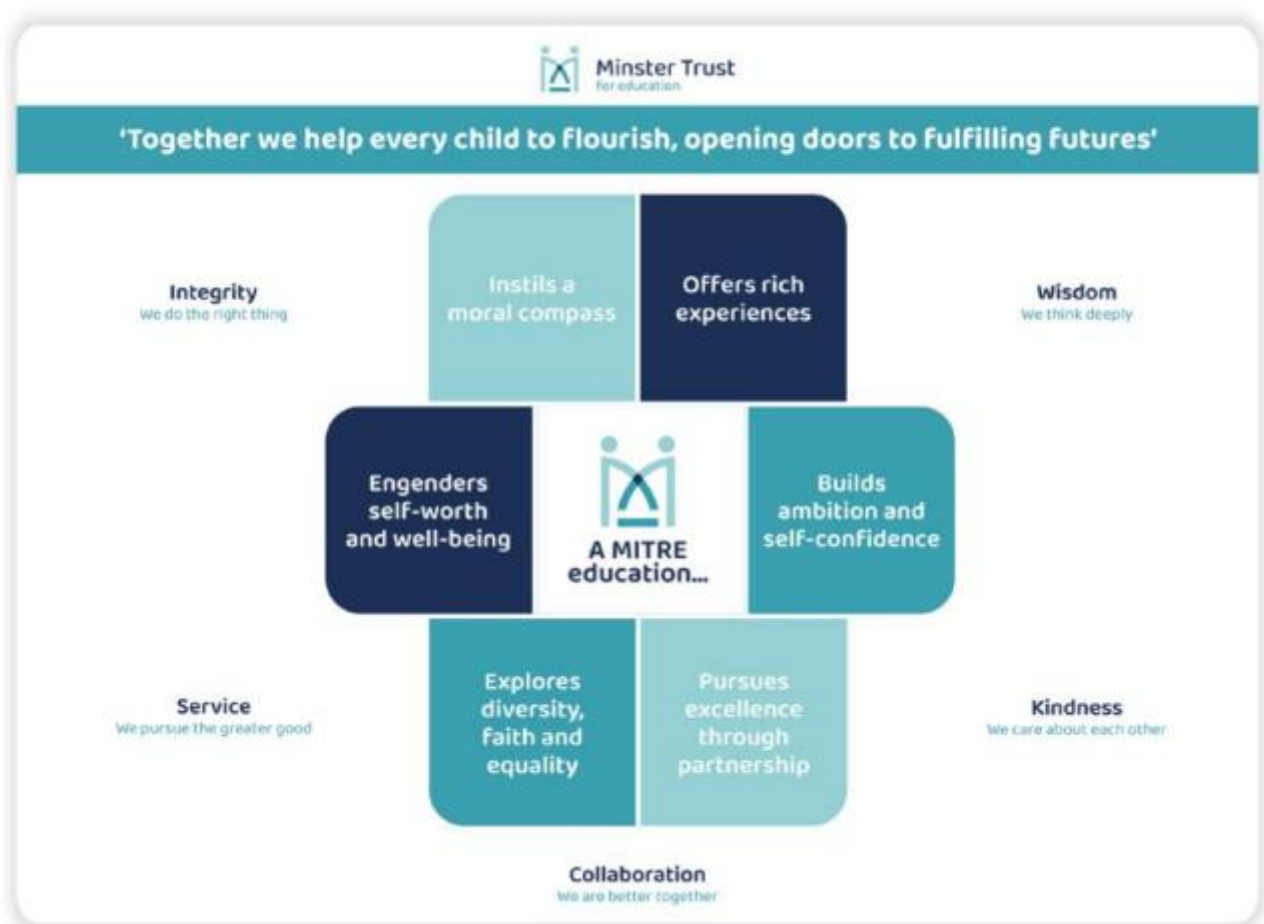 Minster Trust
for education
'Together we help every child to flourish, opening doors to fulfilling futures'
Integrity
We do the right thing
Instils a
moral compass
Offers rich
experiences
Wisdom
We think deeply
Engenders
self-worth
and well-being
A MITRE
education...
Builds
ambition and
self-confidence
Service
We pursue the greater good
Explores
diversity,
faith and
equality
Pursues
excellence
through
partnership
Kindness
We care about each other
Collaboration
We are better together